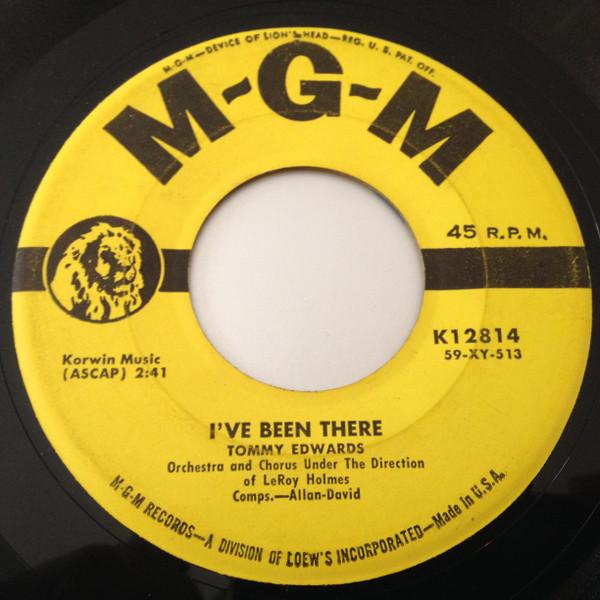 M-G-M—DEVICE OF LION'S HEAD—REG. U. S. PAT. OFF.
M-G-M
45 R.P.M.
K12814
59-XY-513
Korwin Music
(ASCAP) 2:41
I'VE BEEN THERE
TOMMY EDWARDS
Orchestra and Chorus Under The Direction
of LeRoy Holmes
Comps.—Allan-David
M-G-M RECORDS—A DIVISION OF LOEW'S INCORPORATED—Made in U.S.A.